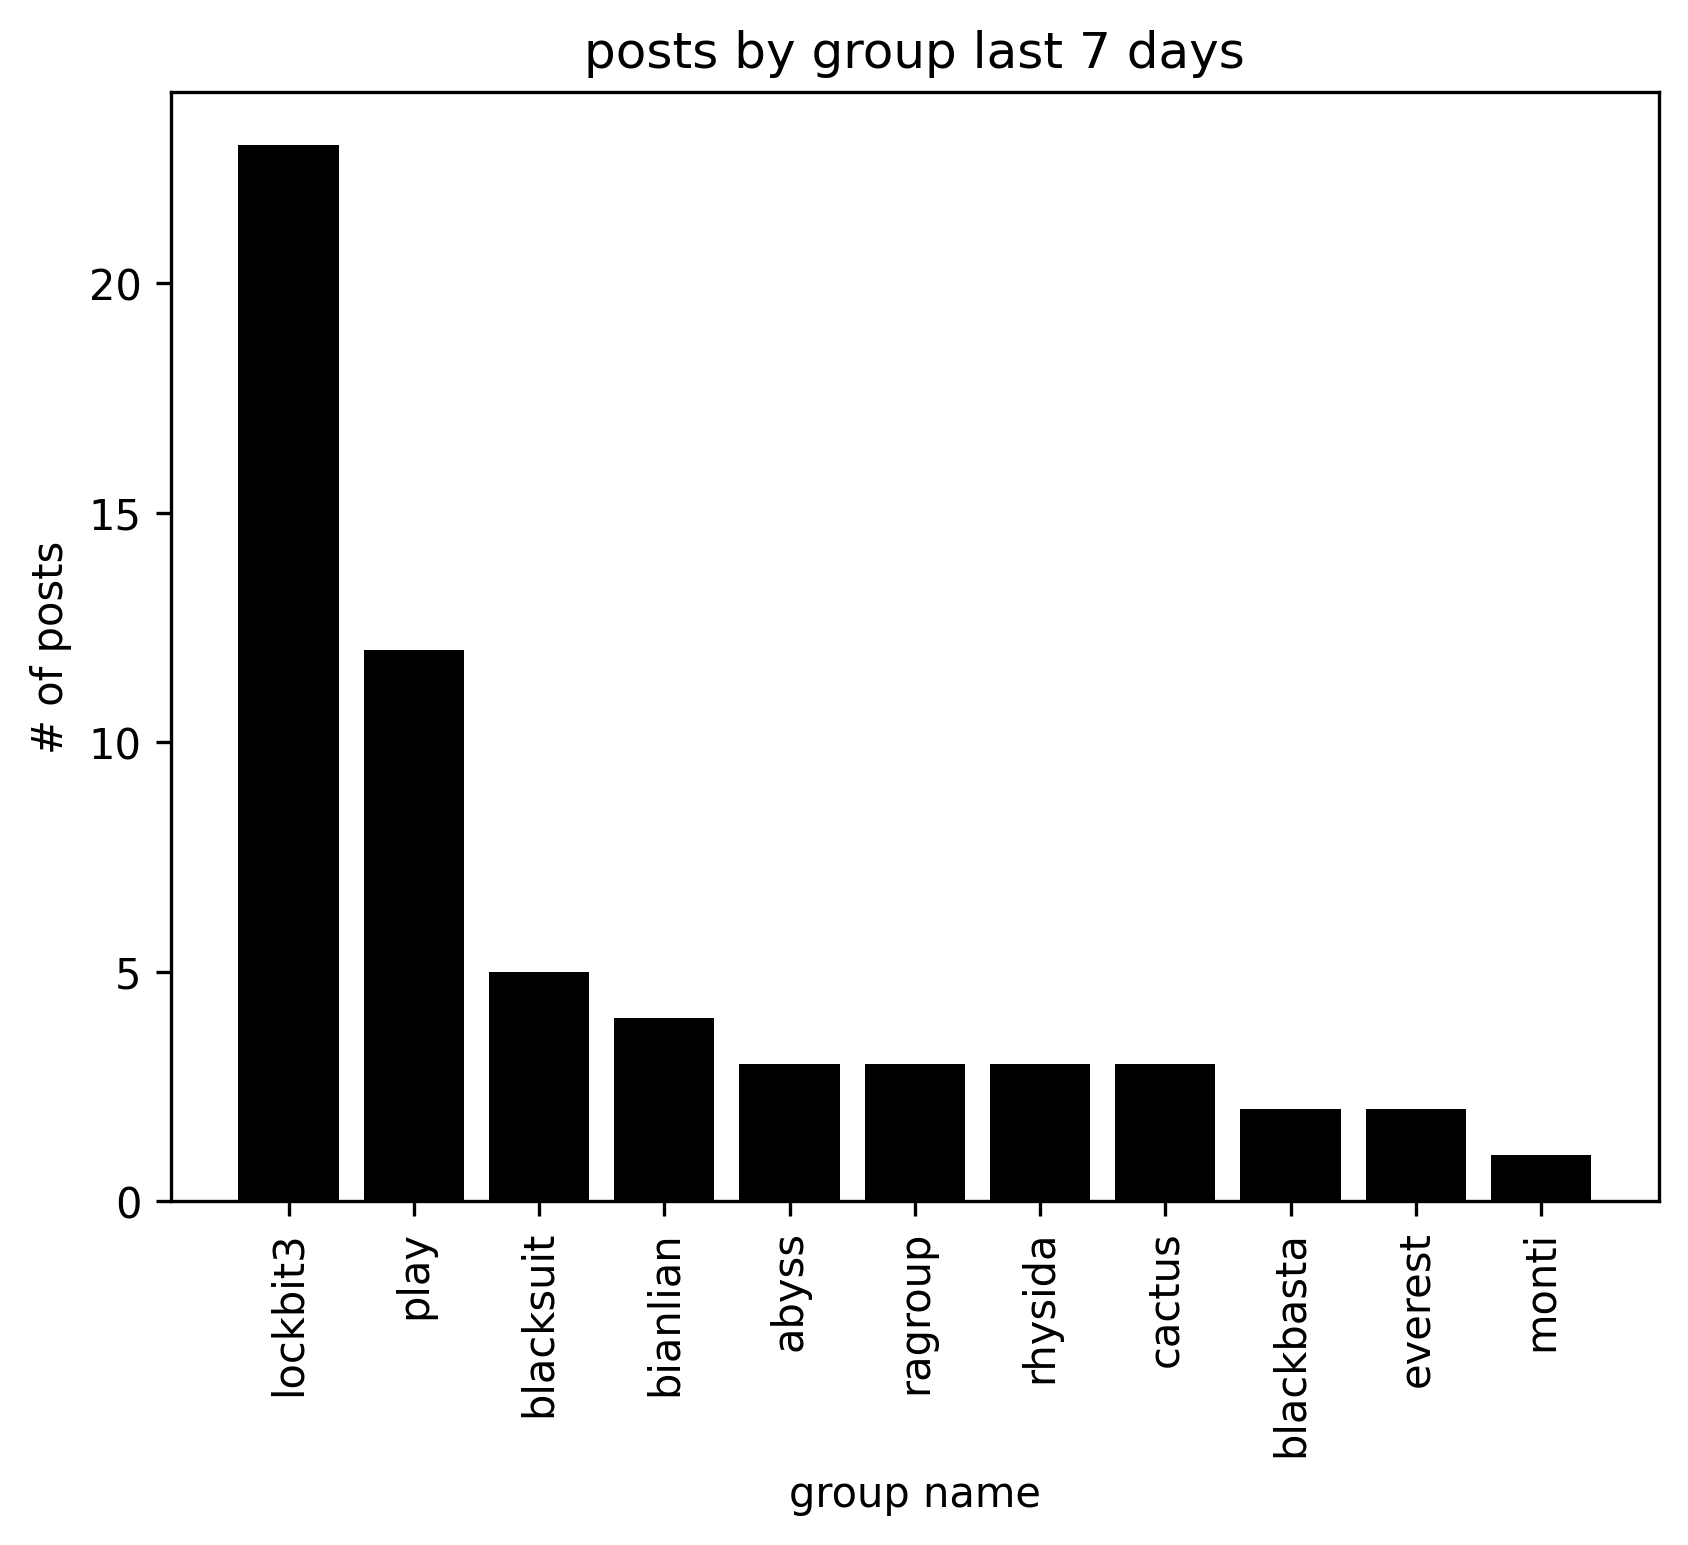 posts by group last 7 days
# of posts
20
15
10
5
0
lockbit3
play
blacksuit
bianlian
abyss
ragroup
rhysida
cactus
blackbasta
everest
monti
group name